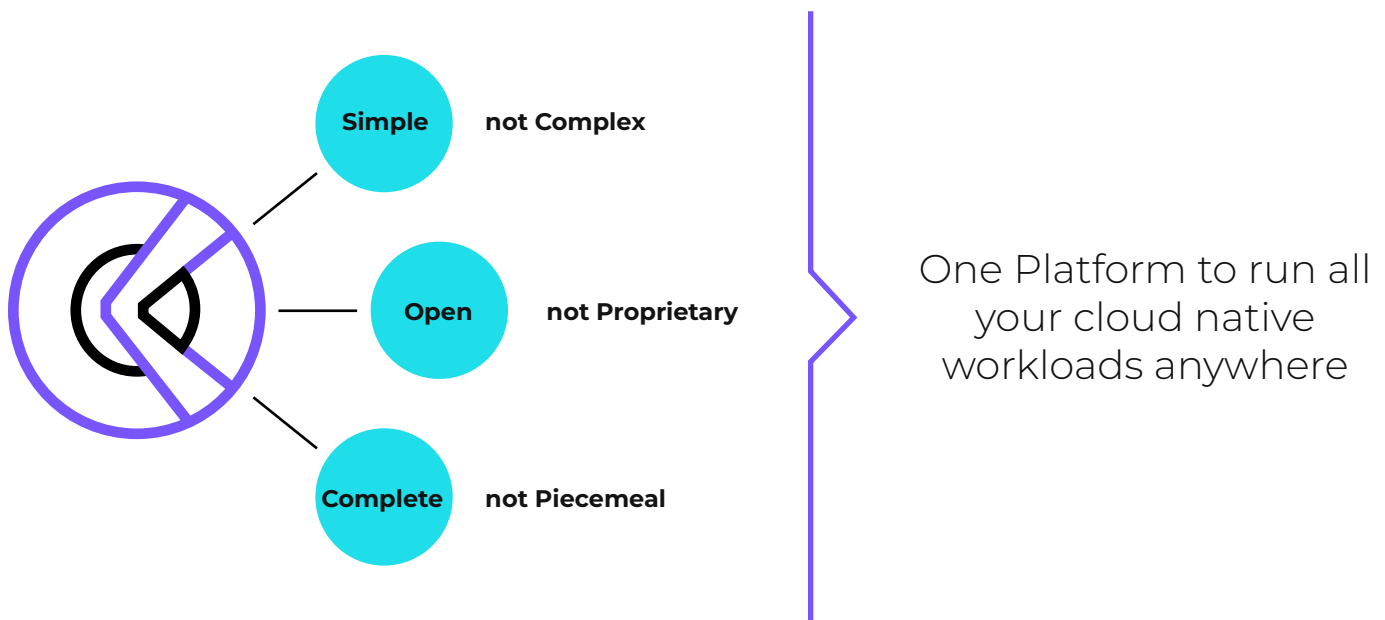 Simple not Complex
Open not Proprietary
Complete not Piecemeal
One Platform to run all
your cloud native
workloads anywhere